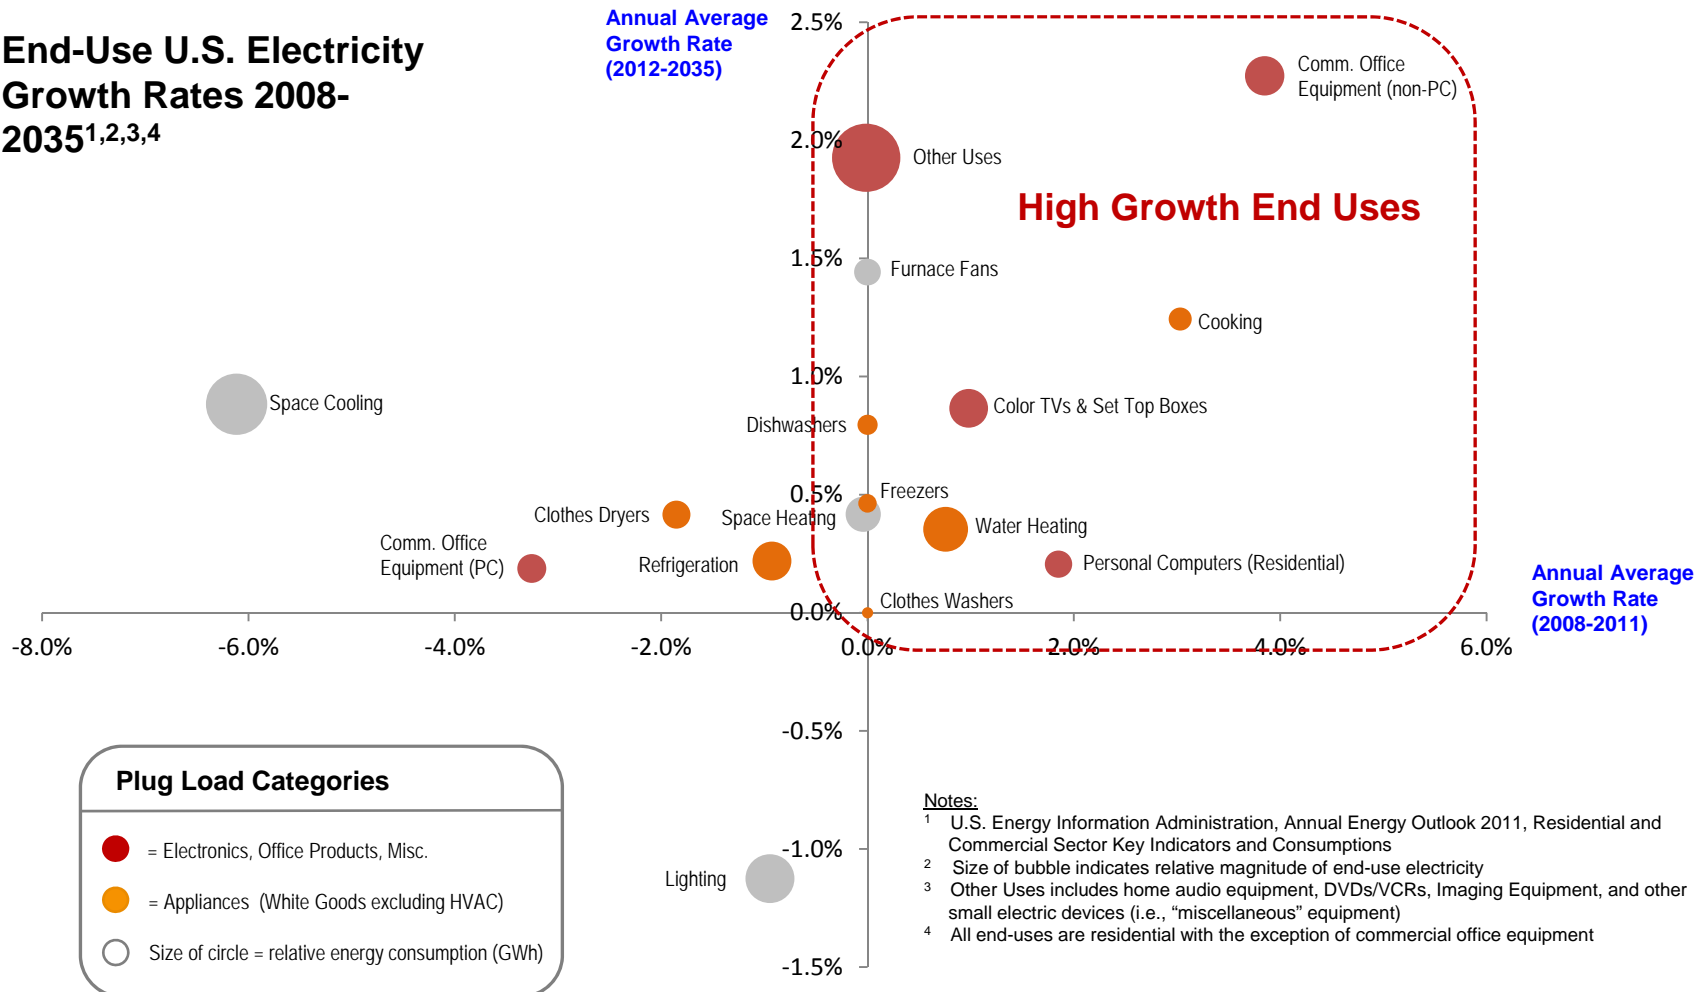 End-Use U.S. Electricity
Growth Rates 2008-
20351,2,3,4
Annual Average
Growth Rate
(2012-2035)
2.5%
2.0%
1.5%
1.0%
0.5%
0.0%
-0.5%
-1.0%
-1.5%
Comm. Office
Equipment (non-PC)
Other Uses
High Growth End Uses
Furnace Fans
Cooking
Space Cooling
Color TVs & Set Top Boxes
Dishwashers
Freezers
Clothes Dryers
Space Heating
Water Heating
Comm. Office
Equipment (PC)
Refrigeration
Personal Computers (Residential)
Clothes Washers
Annual Average
Growth Rate
(2008-2011)
-8.0%
-6.0%
-4.0%
-2.0%
0.0%
2.0%
4.0%
6.0%
Lighting
Plug Load Categories
= Electronics, Office Products, Misc.
= Appliances (White Goods excluding HVAC)
Size of circle = relative energy consumption (GWh)
Notes:
1 U.S. Energy Information Administration, Annual Energy Outlook 2011, Residential and
Commercial Sector Key Indicators and Consumptions
2 Size of bubble indicates relative magnitude of end-use electricity
3 Other Uses includes home audio equipment, DVDs/VCRs, Imaging Equipment, and other
small electric devices (i.e., “miscellaneous” equipment)
4 All end-uses are residential with the exception of commercial office equipment